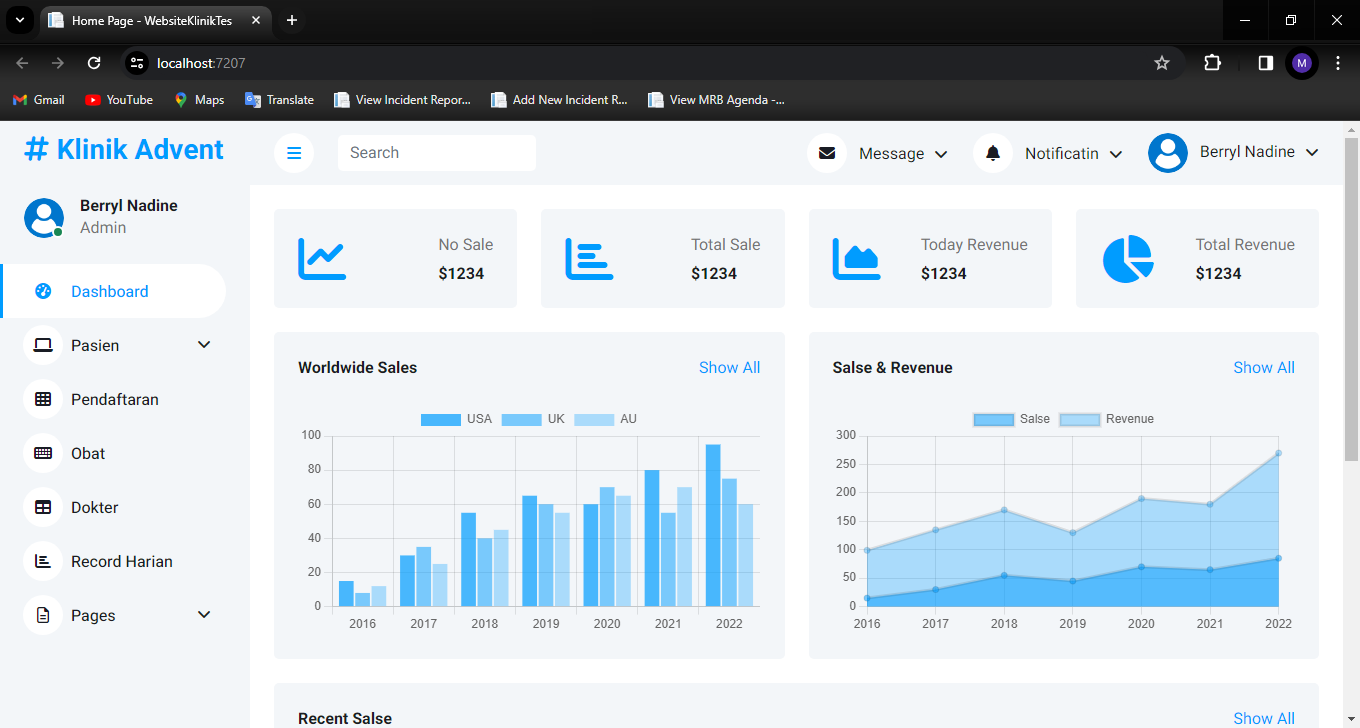 Home Page - WebsiteKlinikTes
localhost:7207
M
Gmail
YouTube
Maps
Translate
View Incident Repor...
Add New Incident R...
View MRB Agenda -...
# Klinik Advent
Search
Message
Notificatin
Berryl Nadine
Berryl Nadine
Admin
Dashboard
Pasien
Pendaftaran
Obat
Dokter
Record Harian
Pages
No Sale
$1234
Total Sale
$1234
Today Revenue
$1234
Total Revenue
$1234
Worldwide Sales
Show All
USA UK AU
100
80
60
40
20
0
2016 2017 2018 2019 2020 2021 2022
Salse & Revenue
Show All
Salse Revenue
300
250
200
150
100
50
0
2016 2017 2018 2019 2020 2021 2022
Recent Salse
Show All